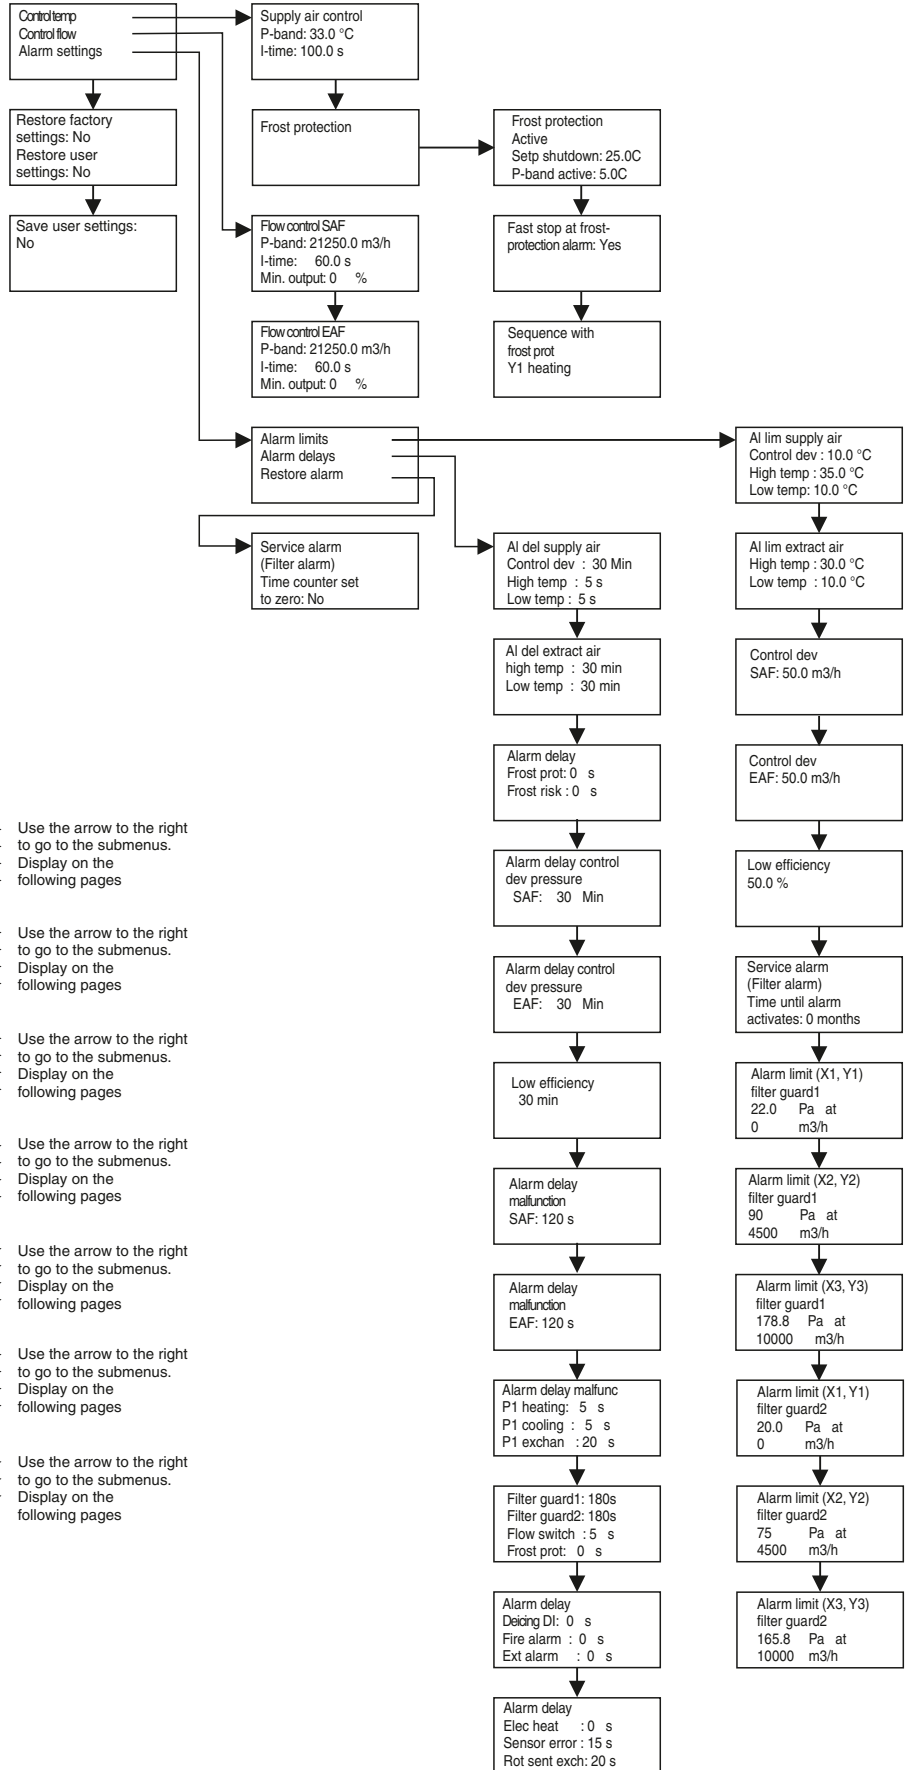 Control temp
Control flow
Alarm settings
Restore factory
settings: No
Restore user
settings: No
Save user settings:
No
Supply air control
P-band: 33.0 °C
I-time: 100.0 s
Frost protection
Flow control SAF
P-band: 21250.0 m3/h
I-time: 60.0 s
Min. output: 0 %
Flow control EAF
P-band: 21250.0 m3/h
I-time: 60.0 s
Min. output: 0 %
Frost protection
Active
Setp shutdown: 25.0C
P-band active: 5.0C
Fast stop at frost-
protection alarm: Yes
Sequence with
frost prot
Y1 heating
Alarm limits
Alarm delays
Restore alarm
Service alarm
(Filter alarm)
Time counter set
to zero: No
Al del supply air
Control dev : 30 Min
High temp : 5 s
Low temp : 5 s
Al del extract air
high temp : 30 min
Low temp : 30 min
Alarm delay
Frost prot: 0 s
Frost risk : 0 s
Alarm delay control
dev pressure
SAF: 30 Min
Alarm delay control
dev pressure
EAF: 30 Min
Low efficiency
30 min
Alarm delay
malfunction
SAF: 120 s
Alarm delay
malfunction
EAF: 120 s
Alarm delay malfunc
P1 heating: 5 s
P1 cooling : 5 s
P1 exchan : 20 s
Filter guard1: 180s
Filter guard2: 180s
Flow switch : 5 s
Frost prot: 0 s
Alarm delay
Deicing DI: 0 s
Fire alarm : 0 s
Ext alarm : 0 s
Alarm delay
Elec heat : 0 s
Sensor error : 15 s
Rot sent exch: 20 s
Al lim supply air
Control dev : 10.0 °C
High temp : 35.0 °C
Low temp: 10.0 °C
Al lim extract air
High temp : 30.0 °C
Low temp : 10.0 °C
Control dev
SAF: 50.0 m3/h
Control dev
EAF: 50.0 m3/h
Low efficiency
50.0 %
Service alarm
(Filter alarm)
Time until alarm
activates: 0 months
Alarm limit (X1, Y1)
filter guard1
22.0 Pa at
0 m3/h
Alarm limit (X2, Y2)
filter guard1
90 Pa at
4500 m3/h
Alarm limit (X3, Y3)
filter guard1
178.8 Pa at
10000 m3/h
Alarm limit (X1, Y1)
filter guard2
20.0 Pa at
0 m3/h
Alarm limit (X2, Y2)
filter guard2
75 Pa at
4500 m3/h
Alarm limit (X3, Y3)
filter guard2
165.8 Pa at
10000 m3/h
Use the arrow to the right
to go to the submenus.
Display on the
following pages
Use the arrow to the right
to go to the submenus.
Display on the
following pages
Use the arrow to the right
to go to the submenus.
Display on the
following pages
Use the arrow to the right
to go to the submenus.
Display on the
following pages
Use the arrow to the right
to go to the submenus.
Display on the
following pages
Use the arrow to the right
to go to the submenus.
Display on the
following pages
Use the arrow to the right
to go to the submenus.
Display on the
following pages